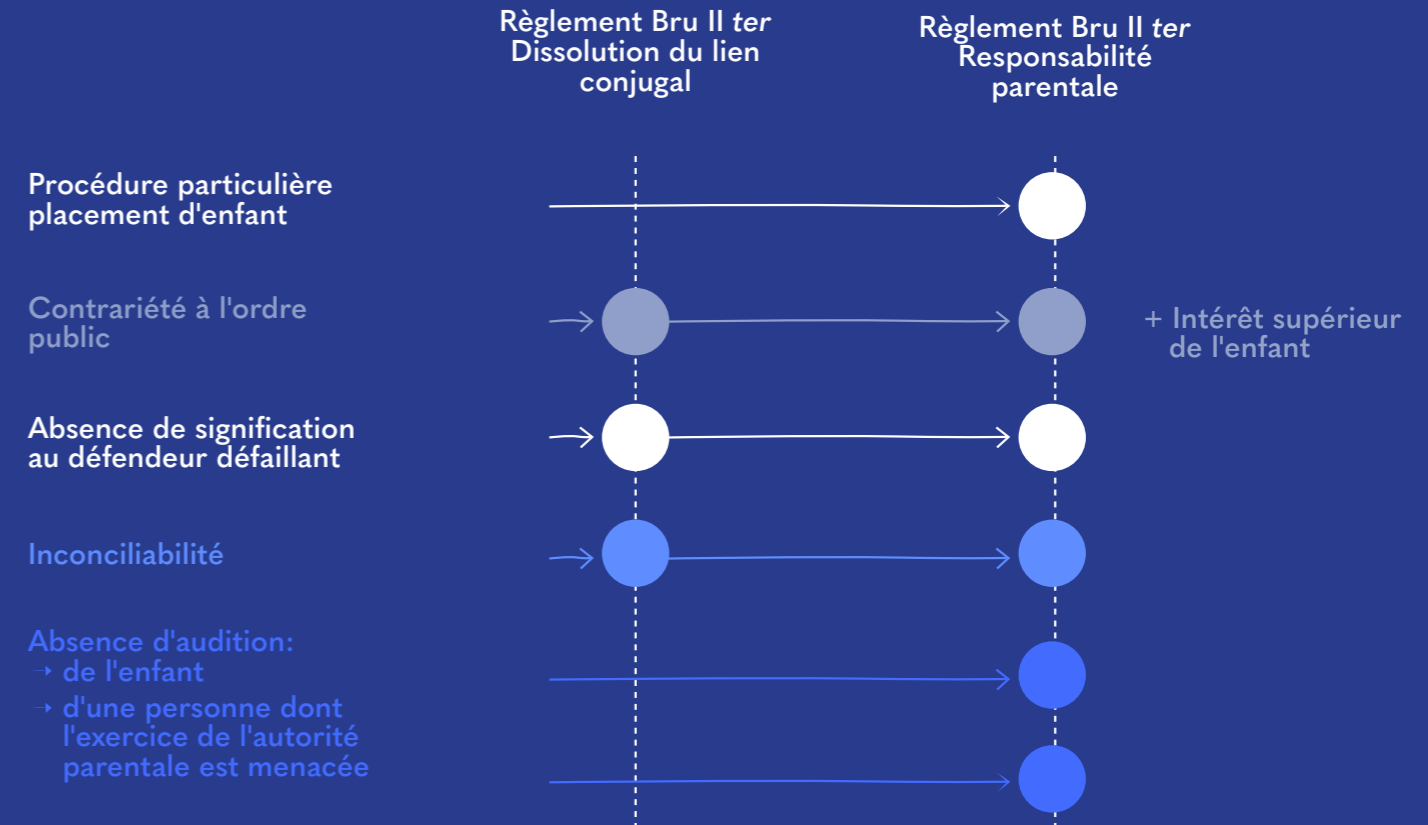 Règlement Bru II ter
Dissolution du lien
conjugal
Règlement Bru II ter
Responsabilité
parentale
Procédure particulière
placement d'enfant
Contrariété à l'ordre
public
+ Intérêt supérieur
de l'enfant
Absence de signification
au défendeur défaillant
Inconciliabilité
Absence d'audition:
→ de l'enfant
→ d'une personne dont
l'exercice de l'autorité
parentale est menacée